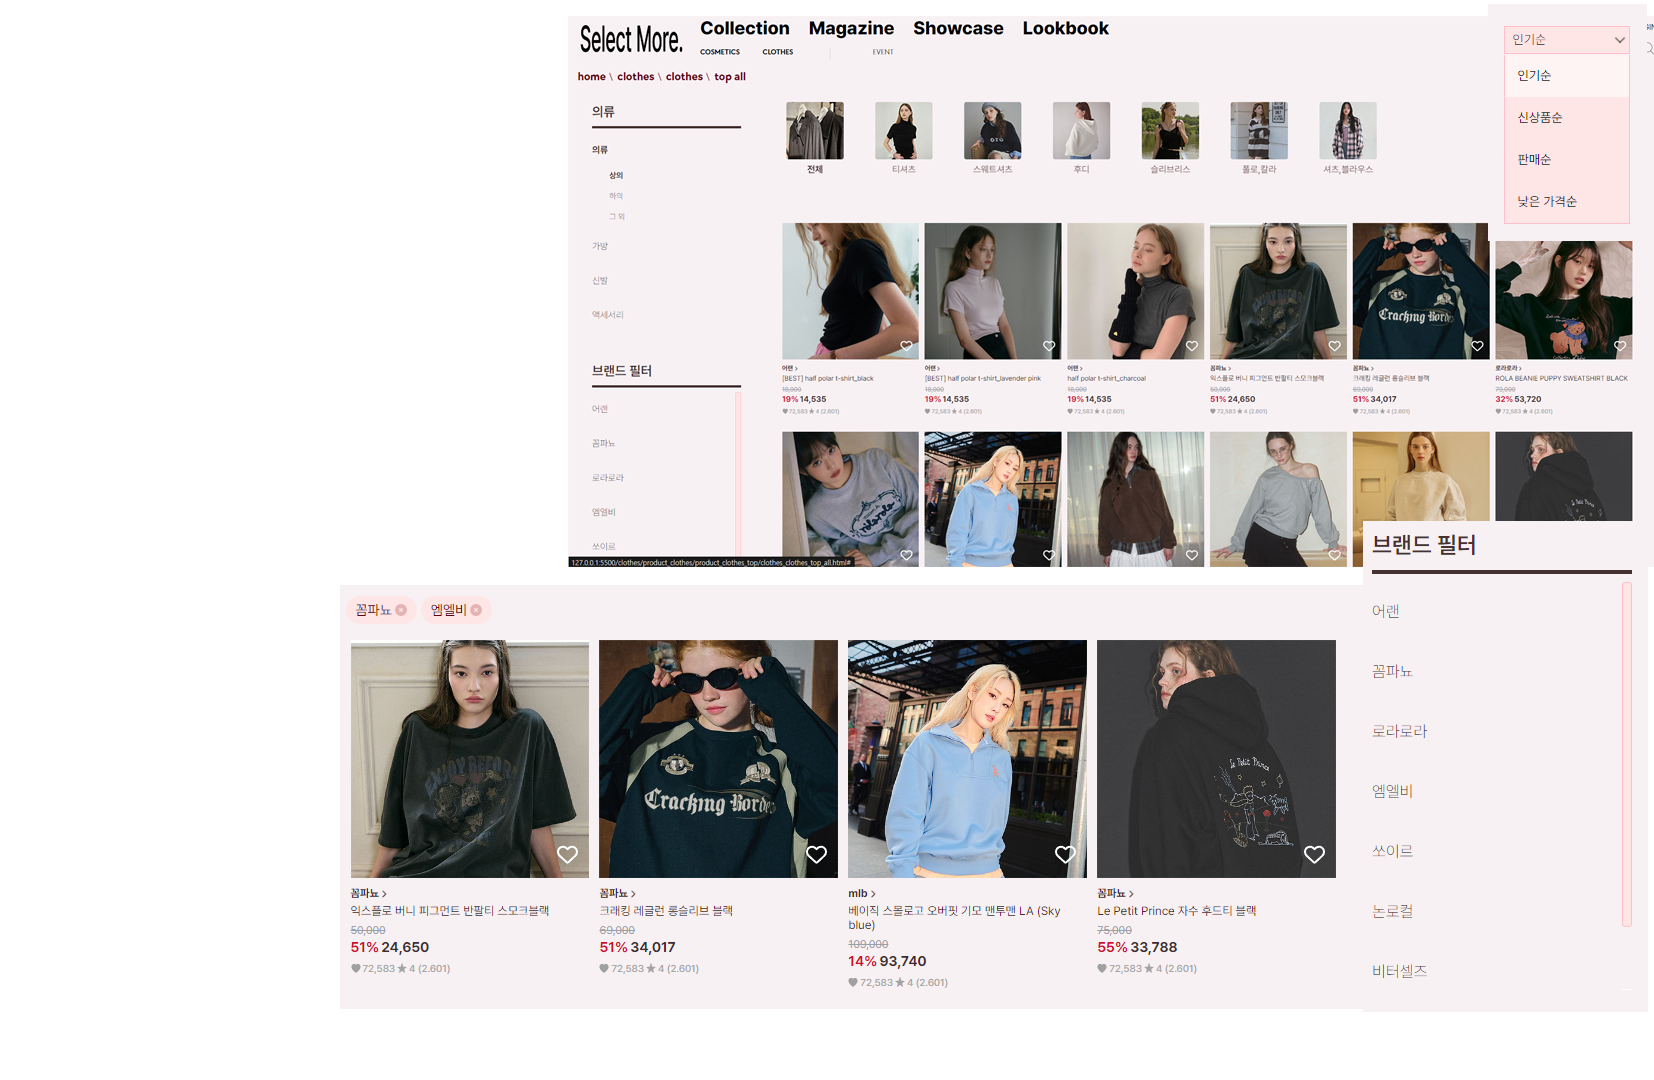 Select More.
Collection Magazine Showcase Lookbook
COSMETICS CLOTHES EVENT
home \ clothes \ clothes \ top all
의류
의류
상의
하의
그 외
가방
신발
액세서리
브랜드 필터
어랜
꼼파뇨
로라로라
엠엘비
쏘이르
127.0.0.1:5500/clothes/product_clothes/product_clothes_top/clothes_clothes_top_all.html#
전체 티셔츠 스웨트셔츠 후디 슬리브리스 폴로,칼라 셔츠,블라우스
인기순
인기순
신상품순
판매순
낮은 가격순
어랜 >
[BEST] half polar t-shirt_black
18,000
19% 14,535
72,583 ★ 4 (2.601)
어랜 >
[BEST] half polar t-shirt_lavender pink
18,000
19% 14,535
72,583 ★ 4 (2.601)
어랜 >
half polar t-shirt_charcoal
18,000
19% 14,535
72,583 ★ 4 (2.601)
꼼파뇨 >
익스플로 버니 피그먼트 반팔티 스모크블랙
50,000
51% 24,650
72,583 ★ 4 (2.601)
꼼파뇨 >
크래킹 레글런 롱슬리브 블랙
69,000
51% 34,017
72,583 ★ 4 (2.601)
로라로라 >
ROLA BEANIE PUPPY SWEATSHIRT BLACK
79,000
32% 53,720
72,583 ★ 4 (2.601)
Cracking Border
브랜드 필터
어랜
꼼파뇨
로라로라
엠엘비
쏘이르
논로컬
비터셀즈
꼼파뇨 엠엘비
ENJOY RECORD
Cracking Border
Le Petit Prince
꼼파뇨 >
익스플로 버니 피그먼트 반팔티 스모크블랙
50,000
51% 24,650
72,583 ★ 4 (2.601)
꼼파뇨 >
크래킹 레글런 롱슬리브 블랙
69,000
51% 34,017
72,583 ★ 4 (2.601)
mlb >
베이직 스몰로고 오버핏 기모 맨투맨 LA (Sky
blue)
109,000
14% 93,740
72,583 ★ 4 (2.601)
꼼파뇨 >
Le Petit Prince 자수 후드티 블랙
75,000
55% 33,788
72,583 ★ 4 (2.601)